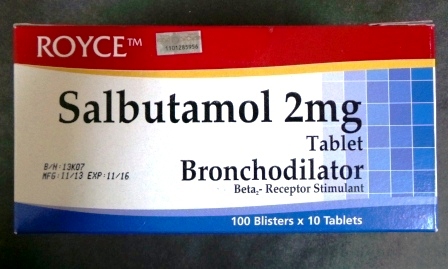 ROYCE™
Salbutamol 2mg
Tablet
Bronchodilator
Beta₂- Receptor Stimulant
B/N:13K07
MFG:11/13 EXP:11/16
100 Blisters x 10 Tablets